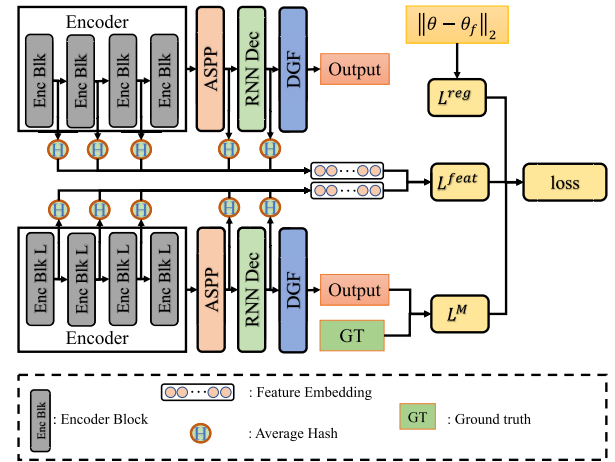 Encoder
Enc Blk
Enc Blk
Enc Blk
Enc Blk
ASPP
RNN Dec
DGF
Output
‖θ − θ_f‖₂
L^{reg}
H
H
H
H
H
L^{feat}
loss
H
H
H
H
H
Enc Blk L
Enc Blk L
Enc Blk L
Enc Blk L
Encoder
ASPP
RNN Dec
DGF
Output
GT
L^M
Enc Blk
: Encoder Block
: Feature Embedding
H
: Average Hash
GT
: Ground truth